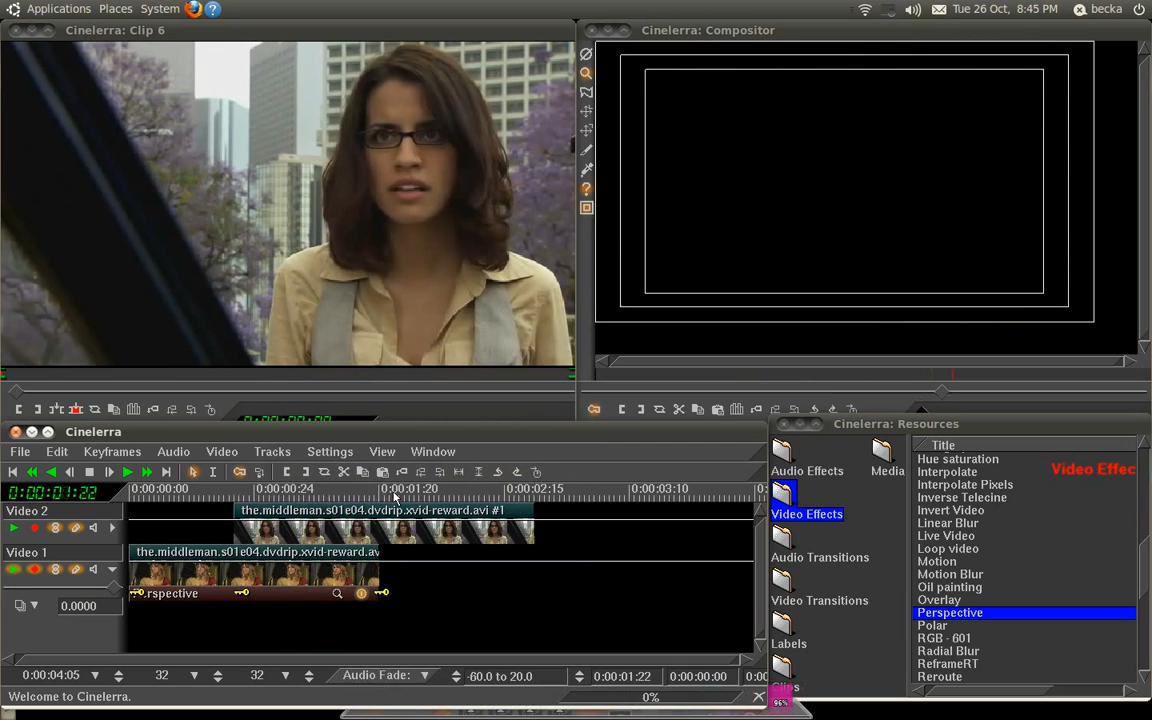 Applications Places System ? Tue 26 Oct, 8:45 PM becka
Cinelerra: Clip 6
Cinelerra: Compositor
Cinelerra
File Edit Keyframes Audio Video Tracks Settings View Window
0:00:01:22
0:00:00:00 0:00:00:24 0:00:01:20 0:00:02:15 0:00:03:10
Video 2
the.middleman.s01e04.dvdrip.xvid-reward.avi #1
Video 1
the.middleman.s01e04.dvdrip.xvid-reward.av
0.0000
0:00:04:05 32 32 Audio Fade: -60.0 to 20.0 0:00:01:22 0:00:00:00
Welcome to Cinelerra.
0%
Cinelerra: Resources
Audio Effects
Media
Video Effects
Audio Transitions
Video Transitions
Labels
96%
Title
Video Effec
Hue saturation
Interpolate
Interpolate Pixels
Inverse Telecine
Invert Video
Linear Blur
Live Video
Loop video
Motion
Motion Blur
Oil painting
Overlay
Perspective
Polar
RGB - 601
Radial Blur
ReframeRT
Reroute